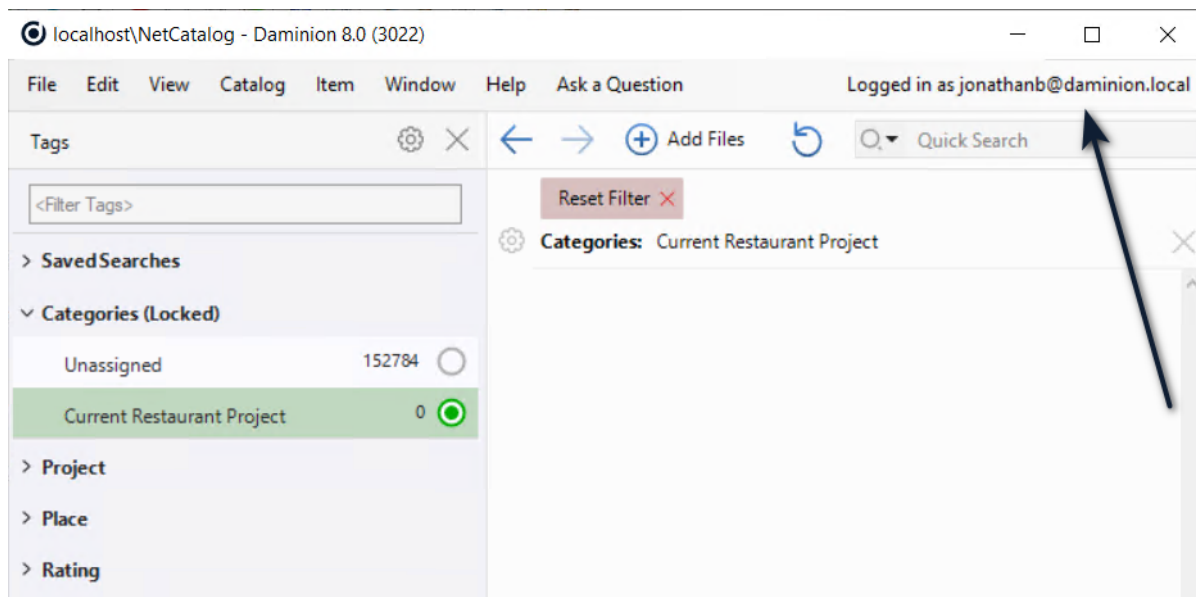 localhost\NetCatalog - Daminion 8.0 (3022)
File Edit View Catalog Item Window Help Ask a Question Logged in as jonathanb@daminion.local
Tags
Add Files
Quick Search
<Filter Tags>
Reset Filter
Categories: Current Restaurant Project
Saved Searches
Categories (Locked)
Unassigned 152784
Current Restaurant Project 0
Project
Place
Rating